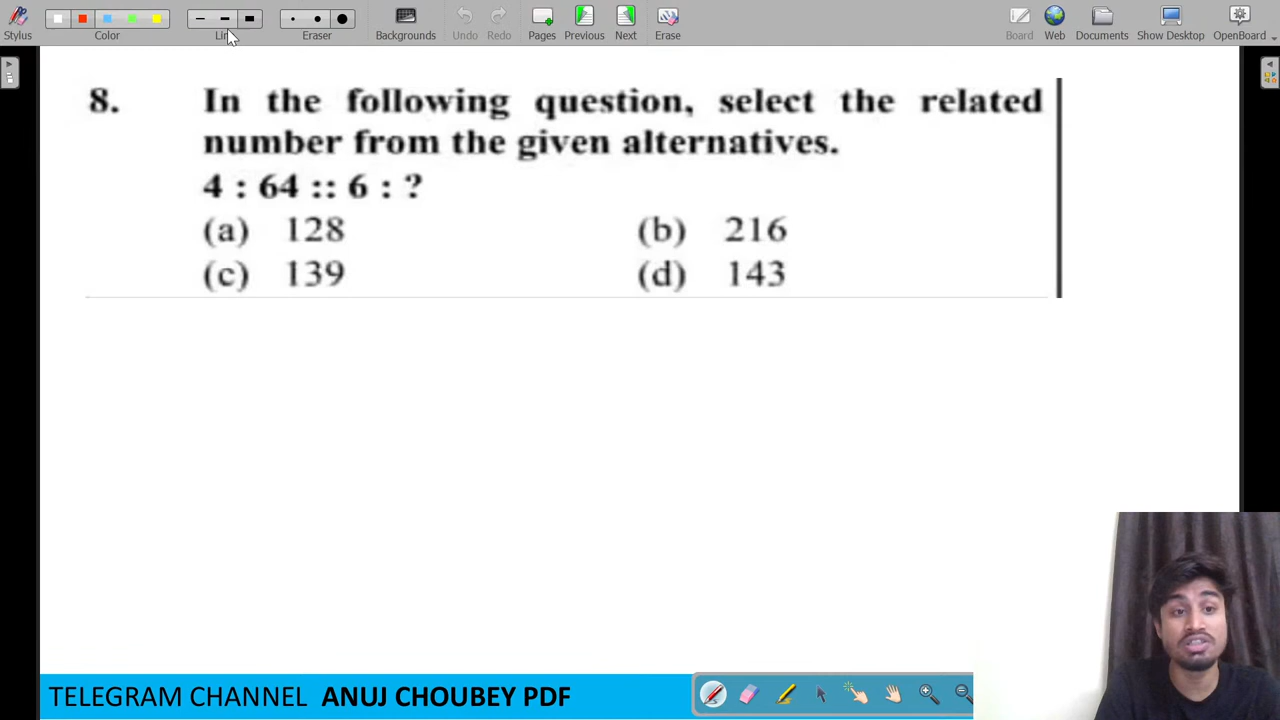 Stylus
Color
Lin
Eraser
Backgrounds
Undo
Redo
Pages
Previous
Next
Erase
Board
Web
Documents
Show Desktop
OpenBoard
8. In the following question, select the related
number from the given alternatives.
4 : 64 :: 6 : ?
(a) 128 (b) 216
(c) 139 (d) 143
TELEGRAM CHANNEL ANUJ CHOUBEY PDF